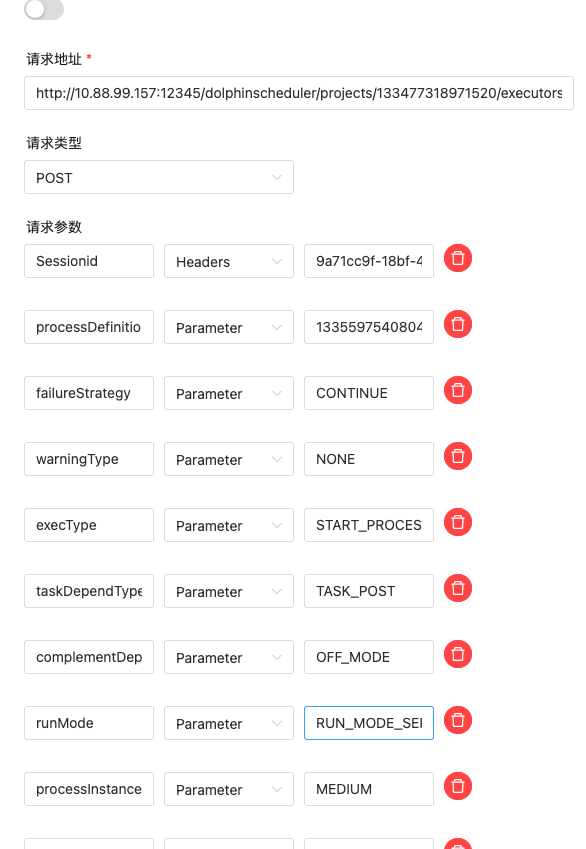 请求地址 *
http://10.88.99.157:12345/dolphinscheduler/projects/133477318971520/executors
请求类型
POST
请求参数
Sessionid Headers 9a71cc9f-18bf-4
processDefinitio Parameter 1335597540804
failureStrategy Parameter CONTINUE
warningType Parameter NONE
execType Parameter START_PROCES
taskDependType Parameter TASK_POST
complementDep Parameter OFF_MODE
runMode Parameter RUN_MODE_SEI
processInstance Parameter MEDIUM